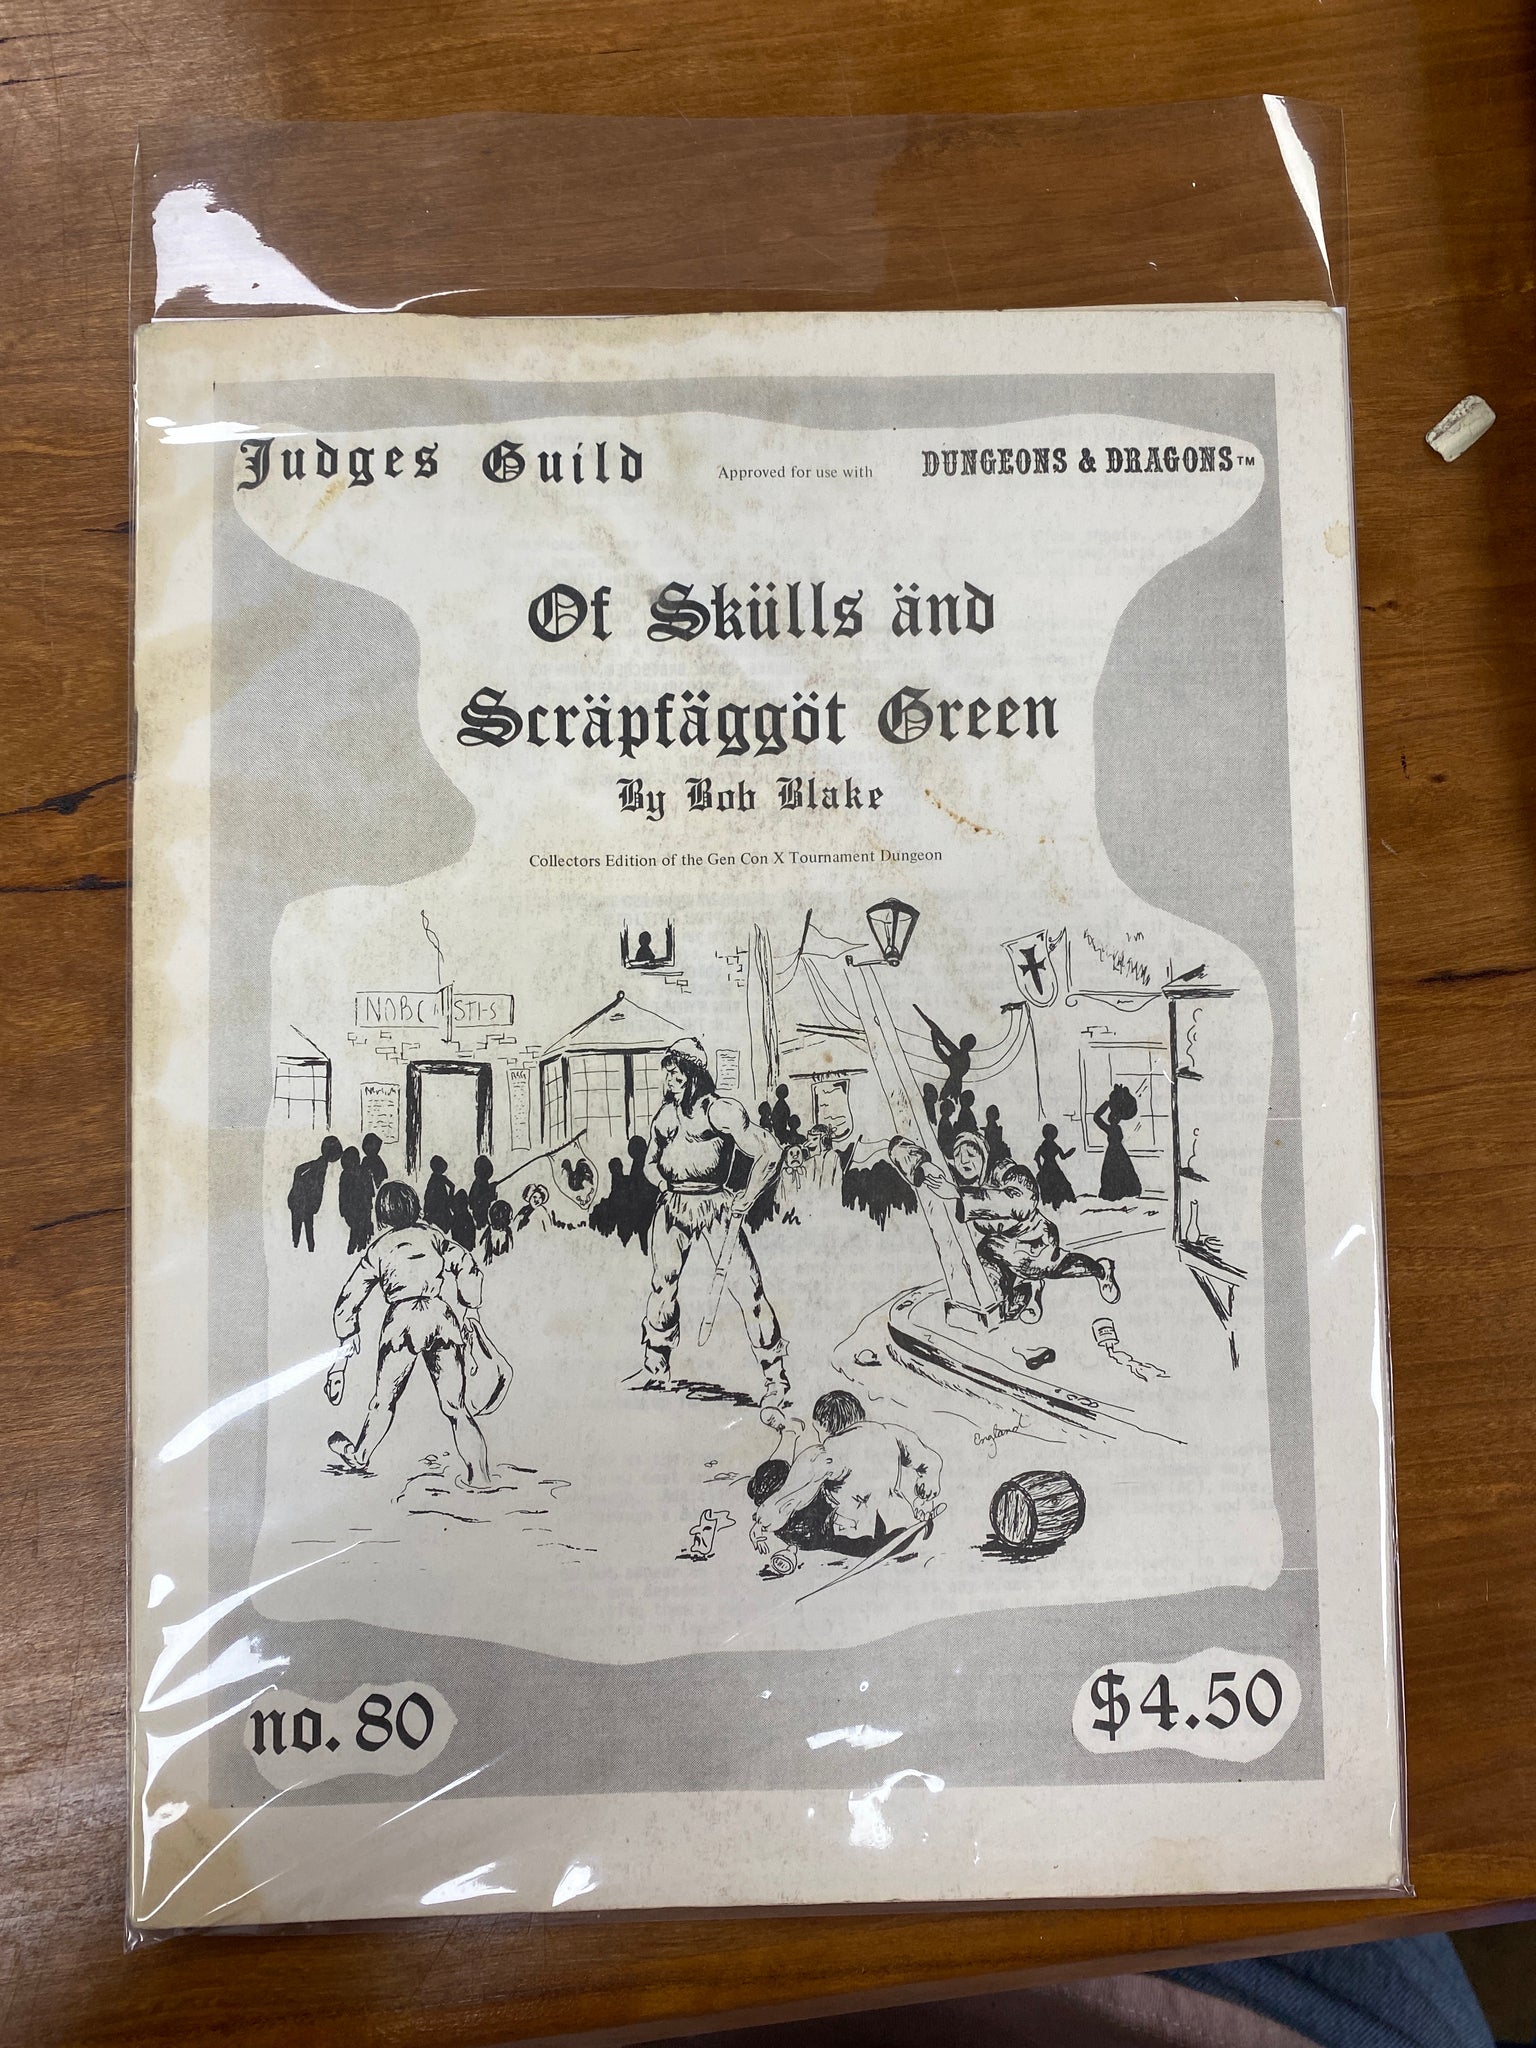 Judges Guild Approved for use with DUNGEONS & DRAGONS™
Of Skülls änd
Scräpfäggöt Green
By Bob Blake
Collectors Edition of the Gen Con X Tournament Dungeon
England
no. 80
$4.50